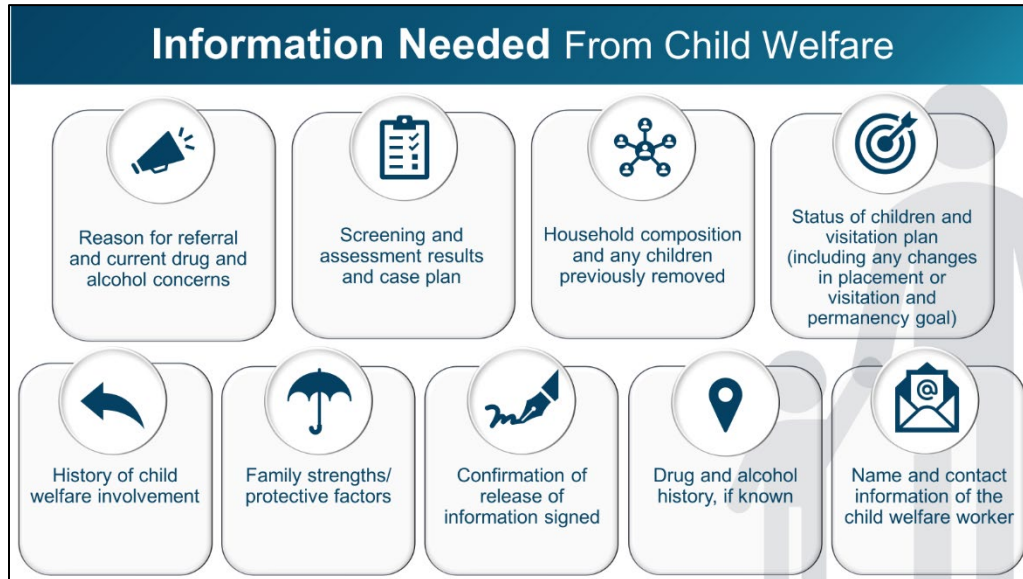 Information Needed From Child Welfare
Reason for referral
and current drug and
alcohol concerns
Screening and
assessment results
and case plan
Household composition
and any children
previously removed
Status of children and
visitation plan
(including any changes
in placement or
visitation and
permanency goal)
History of child
welfare involvement
Family strengths/
protective factors
Confirmation of
release of
information signed
Drug and alcohol
history, if known
@
Name and contact
information of the
child welfare worker